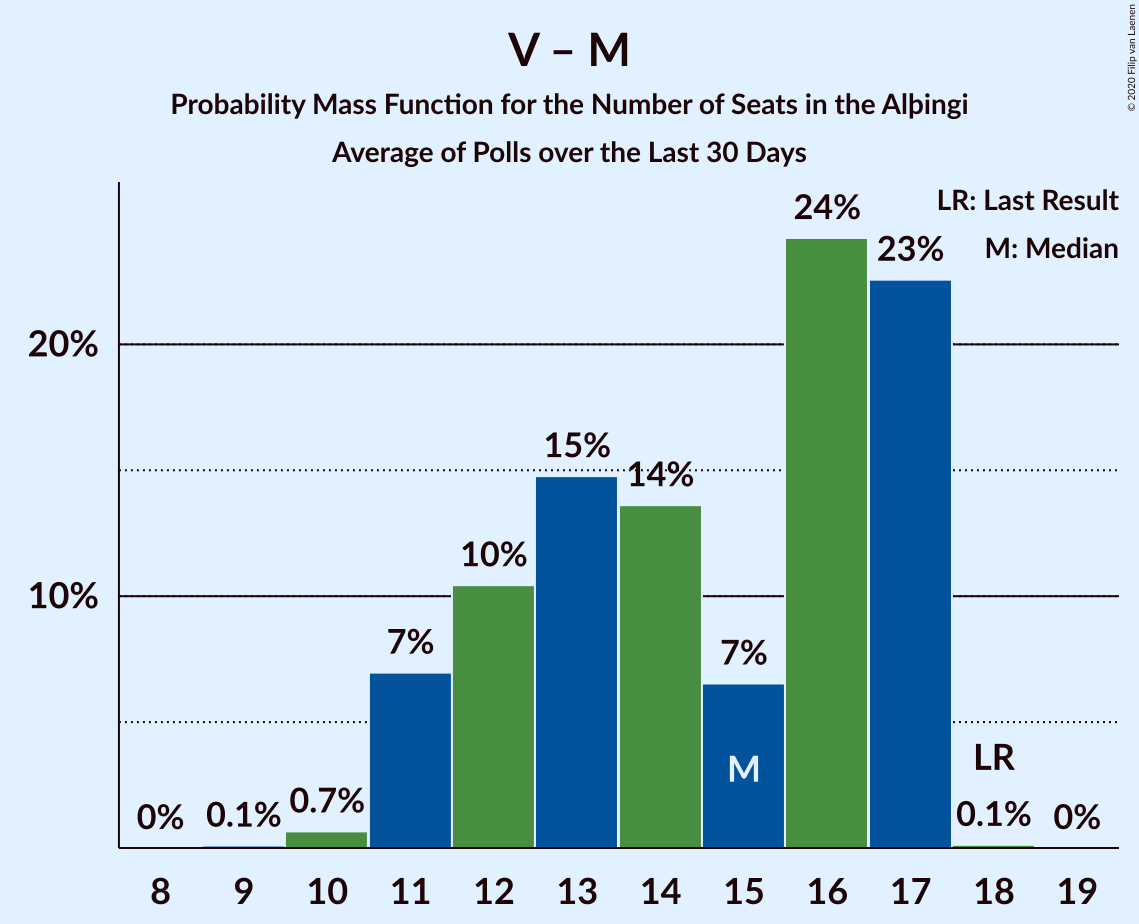 V – M
Probability Mass Function for the Number of Seats in the Alþingi
Average of Polls over the Last 30 Days
© 2020 Filip van Laenen
LR: Last Result
M: Median
20%
10%
0%
0.1%
0.7%
7%
10%
15%
14%
7%
24%
23%
0.1%
0%
M
LR
8 9 10 11 12 13 14 15 16 17 18 19